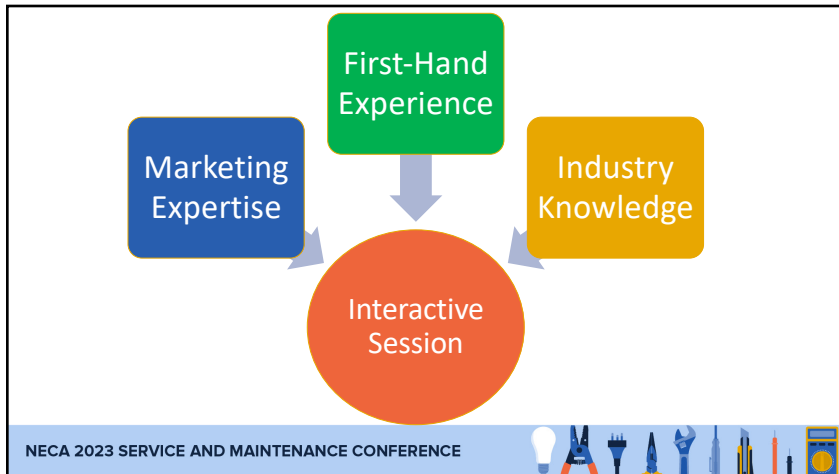 First-Hand
Experience
Marketing
Expertise
Industry
Knowledge
Interactive
Session
NECA 2023 SERVICE AND MAINTENANCE CONFERENCE